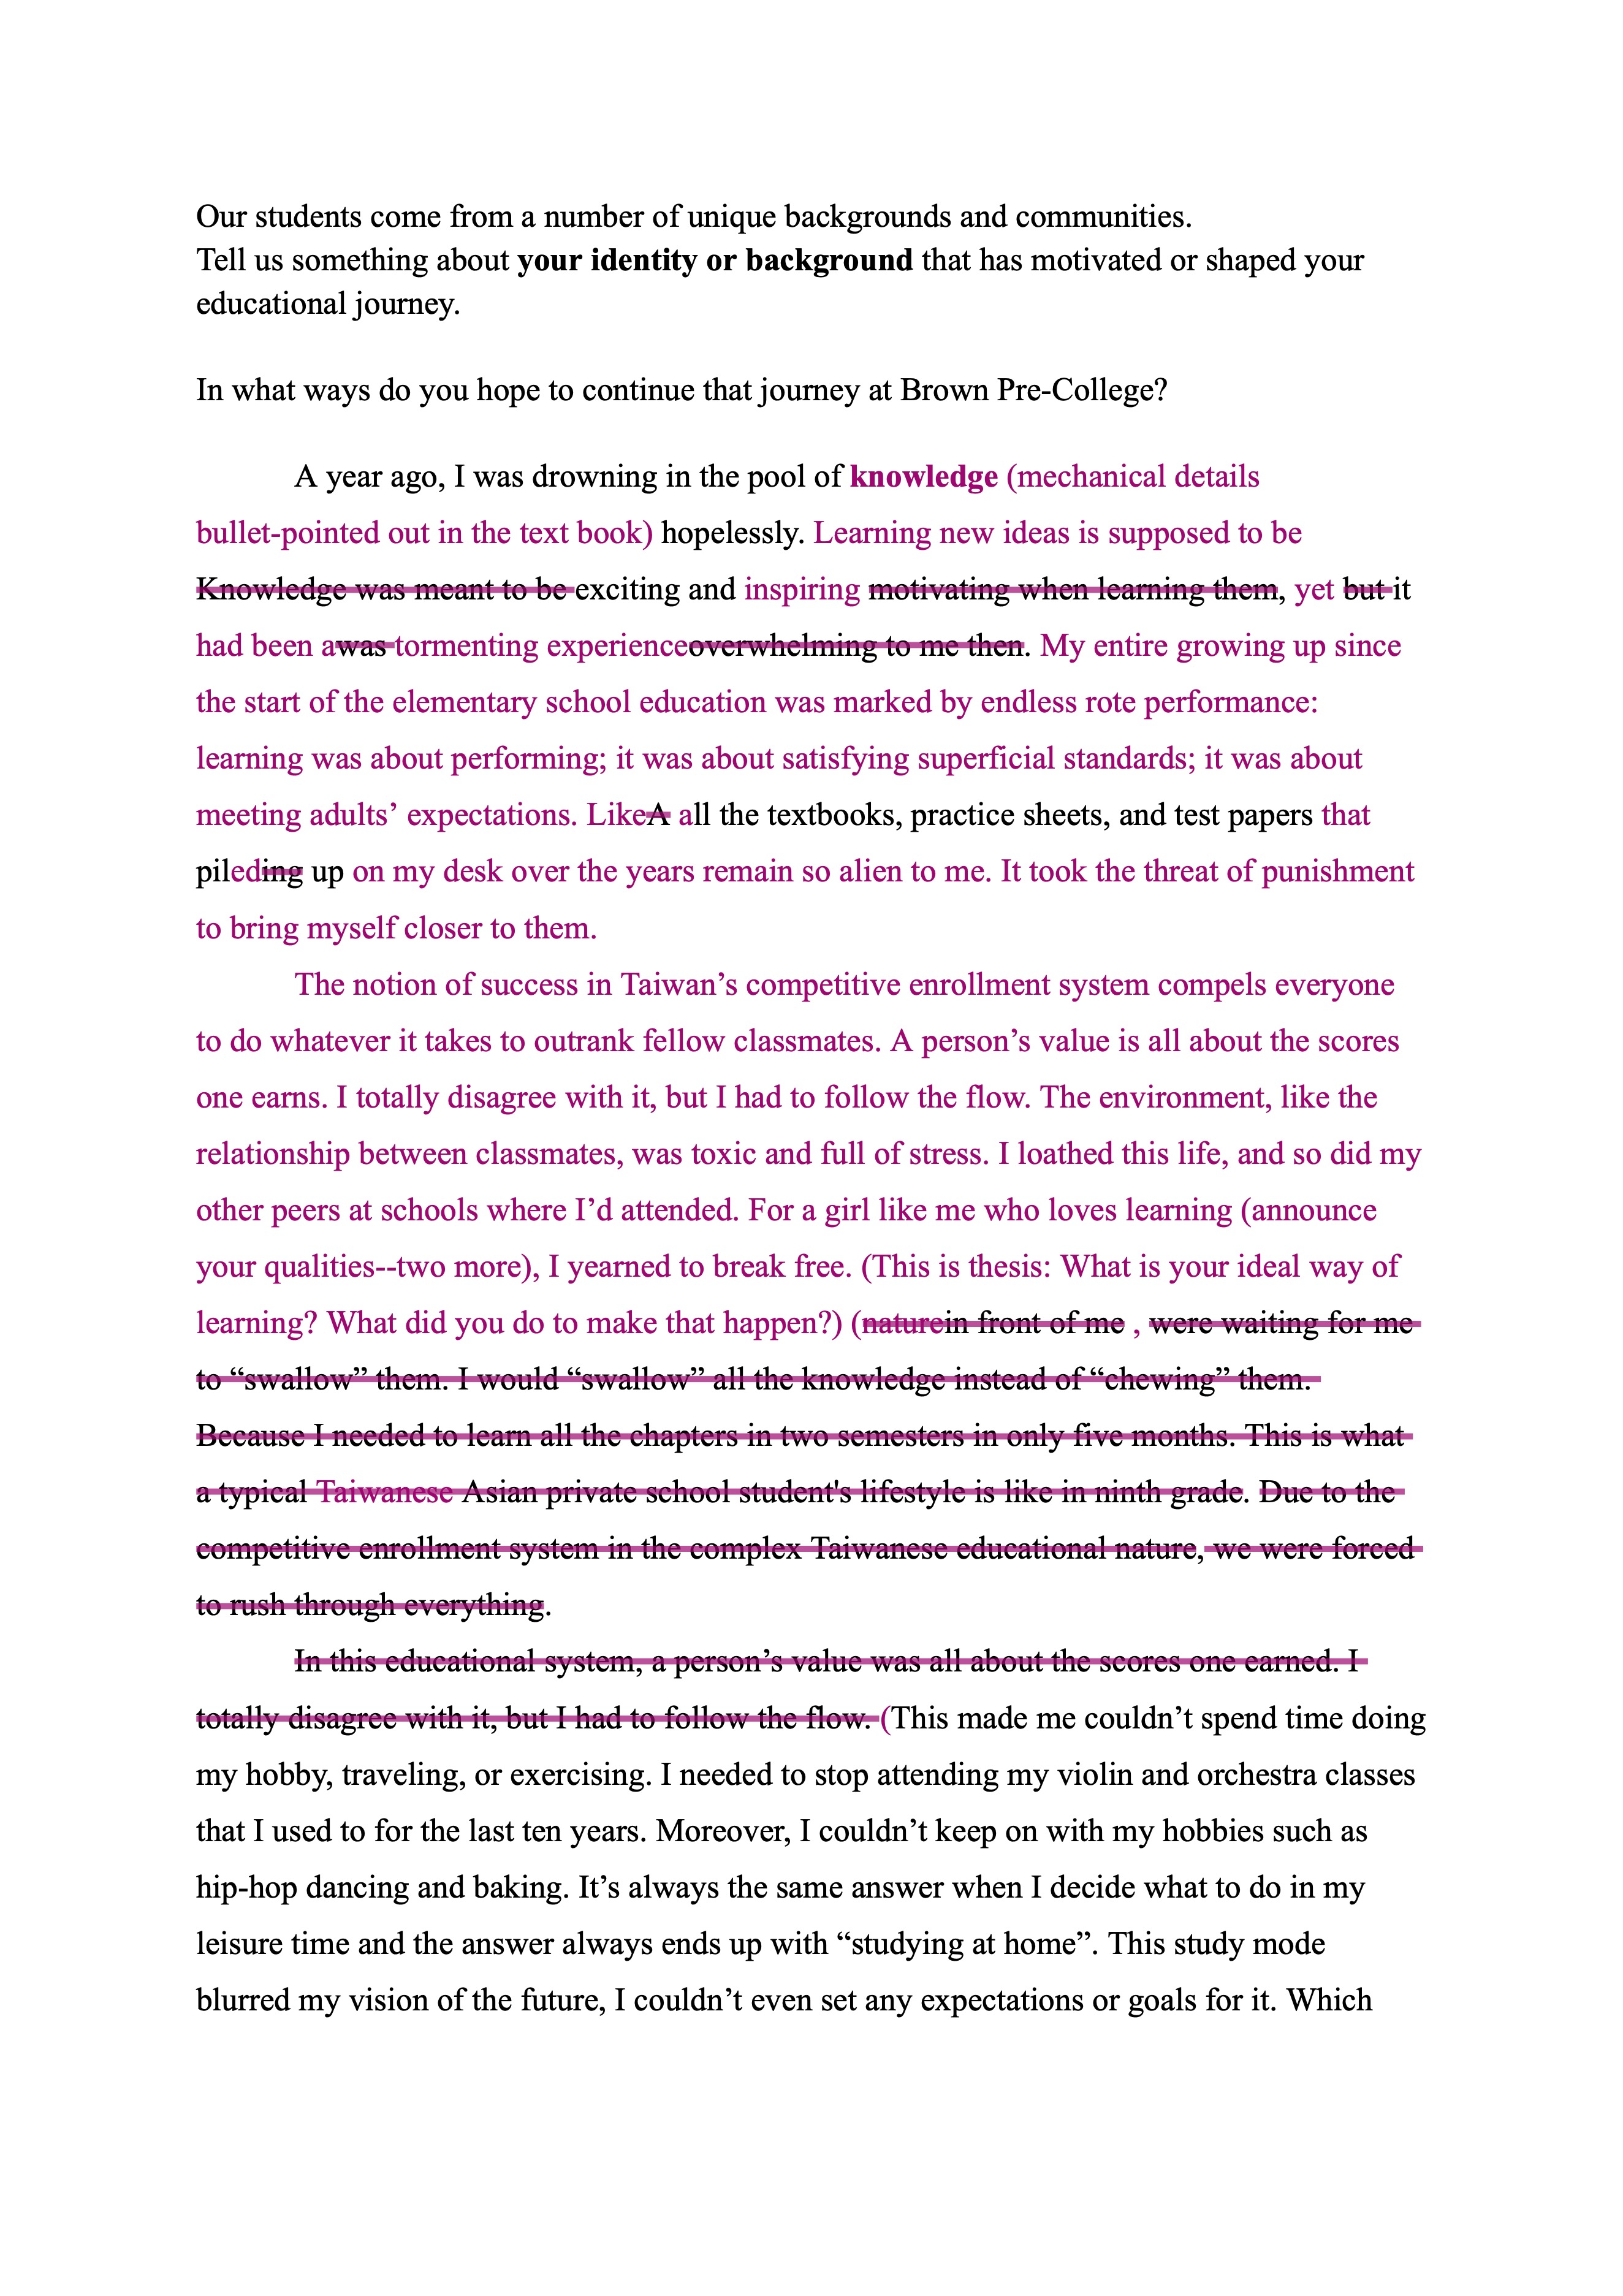 Our students come from a number of unique backgrounds and communities.
Tell us something about your identity or background that has motivated or shaped your
educational journey.
In what ways do you hope to continue that journey at Brown Pre-College?
A year ago, I was drowning in the pool of knowledge (mechanical details
bullet-pointed out in the text book) hopelessly. Learning new ideas is supposed to be
Knowledge was meant to be exciting and inspiring motivating when learning them, yet but it
had been awas tormenting experienceoverwhelming to me then. My entire growing up since
the start of the elementary school education was marked by endless rote performance:
learning was about performing; it was about satisfying superficial standards; it was about
meeting adults’ expectations. LikeA all the textbooks, practice sheets, and test papers that
pileding up on my desk over the years remain so alien to me. It took the threat of punishment
to bring myself closer to them.
The notion of success in Taiwan’s competitive enrollment system compels everyone
to do whatever it takes to outrank fellow classmates. A person’s value is all about the scores
one earns. I totally disagree with it, but I had to follow the flow. The environment, like the
relationship between classmates, was toxic and full of stress. I loathed this life, and so did my
other peers at schools where I’d attended. For a girl like me who loves learning (announce
your qualities--two more), I yearned to break free. (This is thesis: What is your ideal way of
learning? What did you do to make that happen?) (naturein front of me , were waiting for me
to “swallow” them. I would “swallow” all the knowledge instead of “chewing” them.
Because I needed to learn all the chapters in two semesters in only five months. This is what
a typical Taiwanese Asian private school student's lifestyle is like in ninth grade. Due to the
competitive enrollment system in the complex Taiwanese educational nature, we were forced
to rush through everything.
In this educational system, a person’s value was all about the scores one earned. I
totally disagree with it, but I had to follow the flow. (This made me couldn’t spend time doing
my hobby, traveling, or exercising. I needed to stop attending my violin and orchestra classes
that I used to for the last ten years. Moreover, I couldn’t keep on with my hobbies such as
hip-hop dancing and baking. It’s always the same answer when I decide what to do in my
leisure time and the answer always ends up with “studying at home”. This study mode
blurred my vision of the future, I couldn’t even set any expectations or goals for it. Which